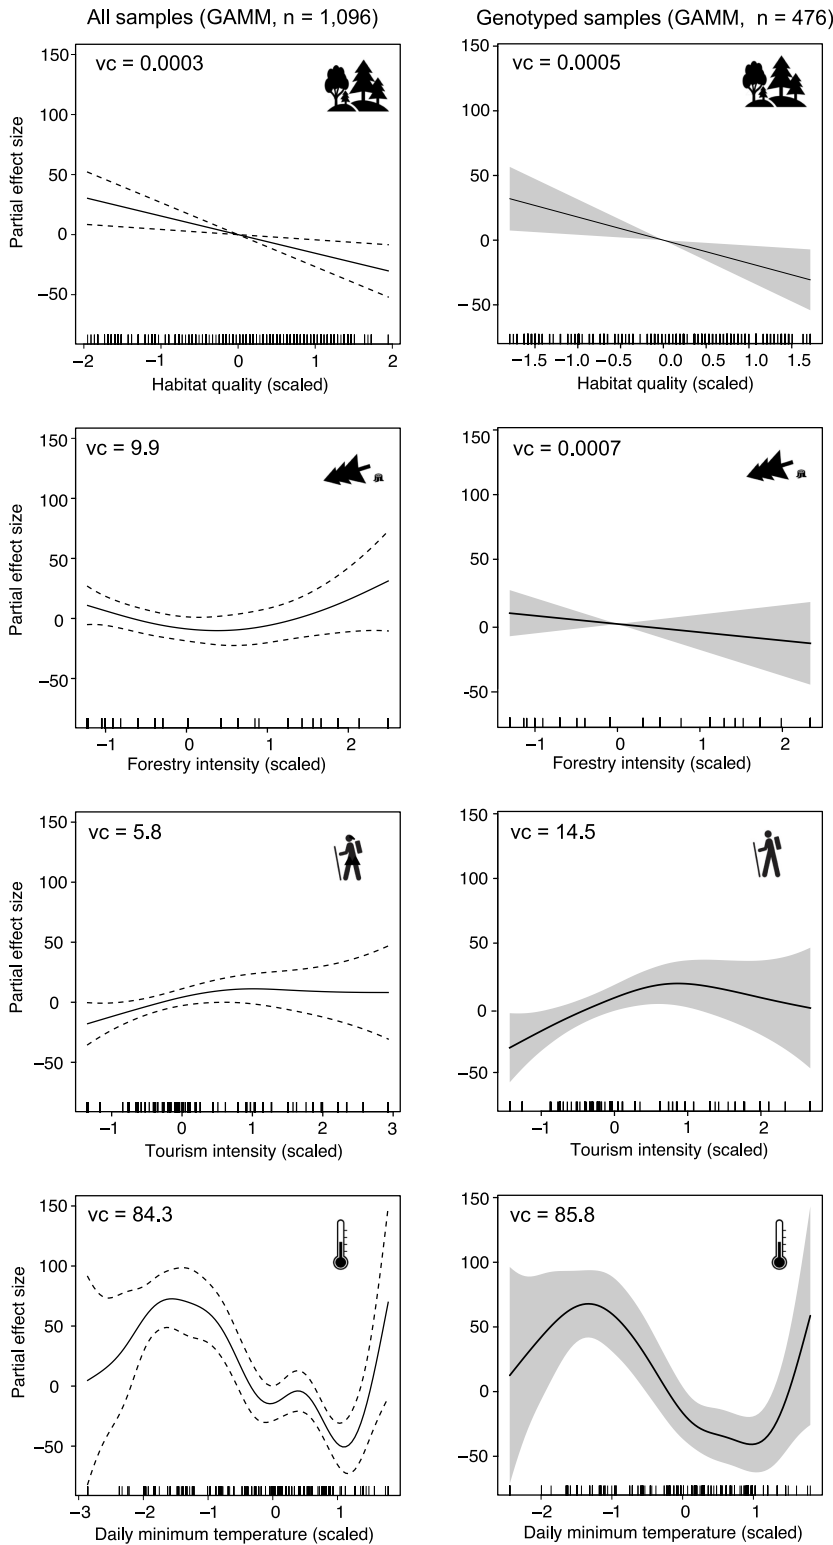 All samples (GAMM, n = 1,096)
Genotyped samples (GAMM, n = 476)
vc = 0.0003
150
100
50
0
−50
Partial effect size
−2 −1 0 1 2
Habitat quality (scaled)
vc = 0.0005
150
100
50
0
−50
−1.5 −1.0 −0.5 0.0 0.5 1.0 1.5
Habitat quality (scaled)
vc = 9.9
150
100
50
0
−50
Partial effect size
−1 0 1 2
Forestry intensity (scaled)
vc = 0.0007
150
100
50
0
-50
−1 0 1 2
Forestry intensity (scaled)
vc = 5.8
150
100
50
0
−50
Partial effect size
−1 0 1 2 3
Tourism intensity (scaled)
vc = 14.5
150
100
50
0
−50
−1 0 1 2
Tourism intensity (scaled)
vc = 84.3
150
100
50
0
−50
Partial effect size
−3 −2 −1 0 1
Daily minimum temperature (scaled)
vc = 85.8
150
100
50
0
−50
−2 −1 0 1
Daily minimum temperature (scaled)